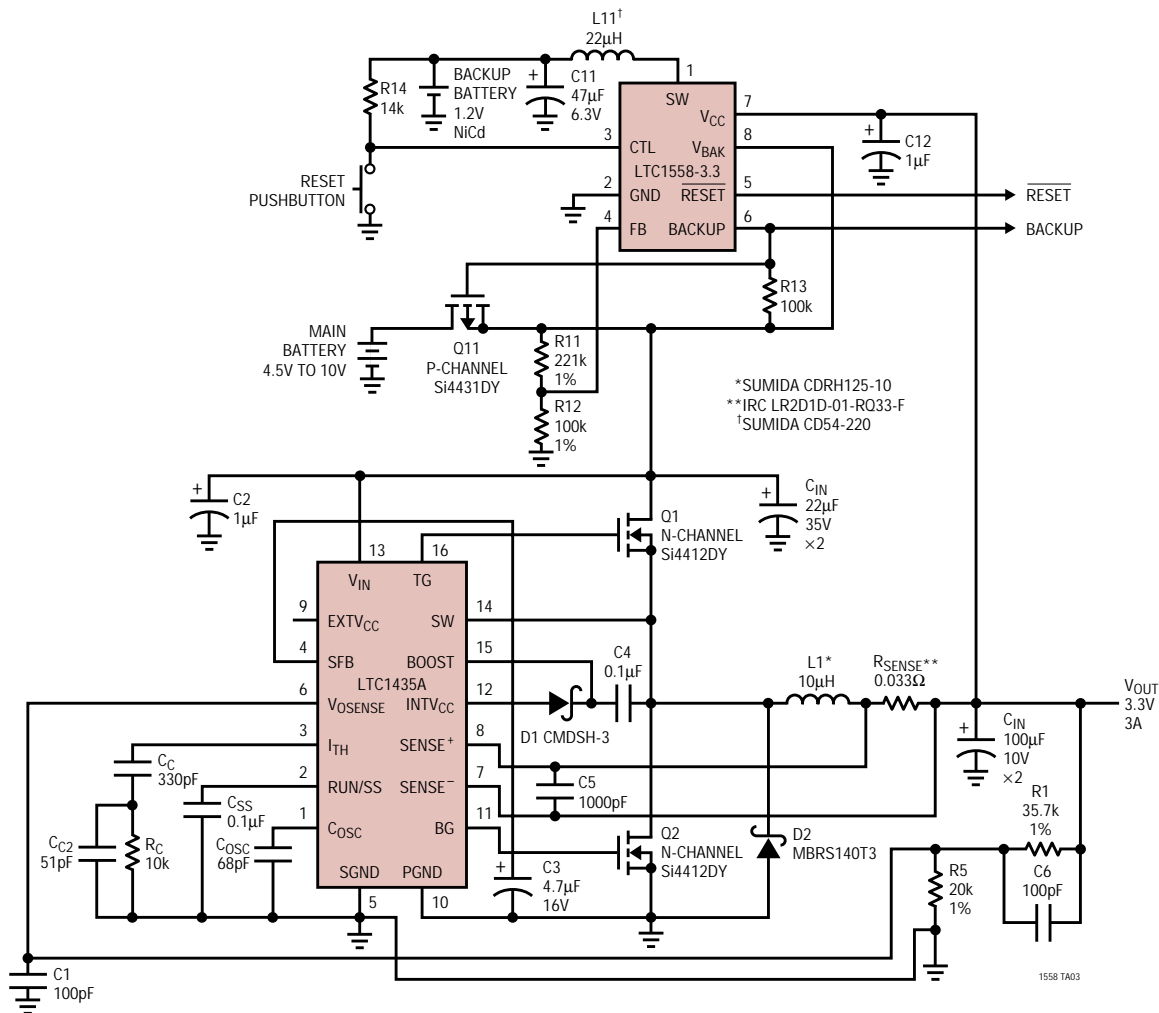 L11†
22µH
R14
14k
BACKUP
BATTERY
1.2V
NiCd
+
C11
47µF
6.3V
1
SW
VCC
7
+
C12
1µF
3
CTL
VBAK
8
LTC1558-3.3
2
GND
RESET
5
RESET
4
FB
BACKUP
6
BACKUP
RESET
PUSHBUTTON
R13
100k
MAIN
BATTERY
4.5V TO 10V
Q11
P-CHANNEL
Si4431DY
R11
221k
1%
R12
100k
1%
*SUMIDA CDRH125-10
**IRC LR2D1D-01-RQ33-F
†SUMIDA CD54-220
+
C2
1µF
+
CIN
22µF
35V
×2
Q1
N-CHANNEL
Si4412DY
13
16
VIN
TG
9
EXTVCC
SW
14
4
SFB
BOOST
15
LTC1435A
6
VOSENSE
INTVCC
12
3
ITH
SENSE+
8
2
RUN/SS
SENSE−
7
1
COSC
BG
11
SGND
PGND
5
10
C4
0.1µF
D1 CMDSH-3
L1*
10µH
RSENSE**
0.033Ω
VOUT
3.3V
3A
+
CIN
100µF
10V
×2
C5
1000pF
CC
330pF
CSS
0.1µF
CC2
51pF
RC
10k
COSC
68pF
+
C3
4.7µF
16V
Q2
N-CHANNEL
Si4412DY
D2
MBRS140T3
R1
35.7k
1%
R5
20k
1%
C6
100pF
C1
100pF
1558 TA03